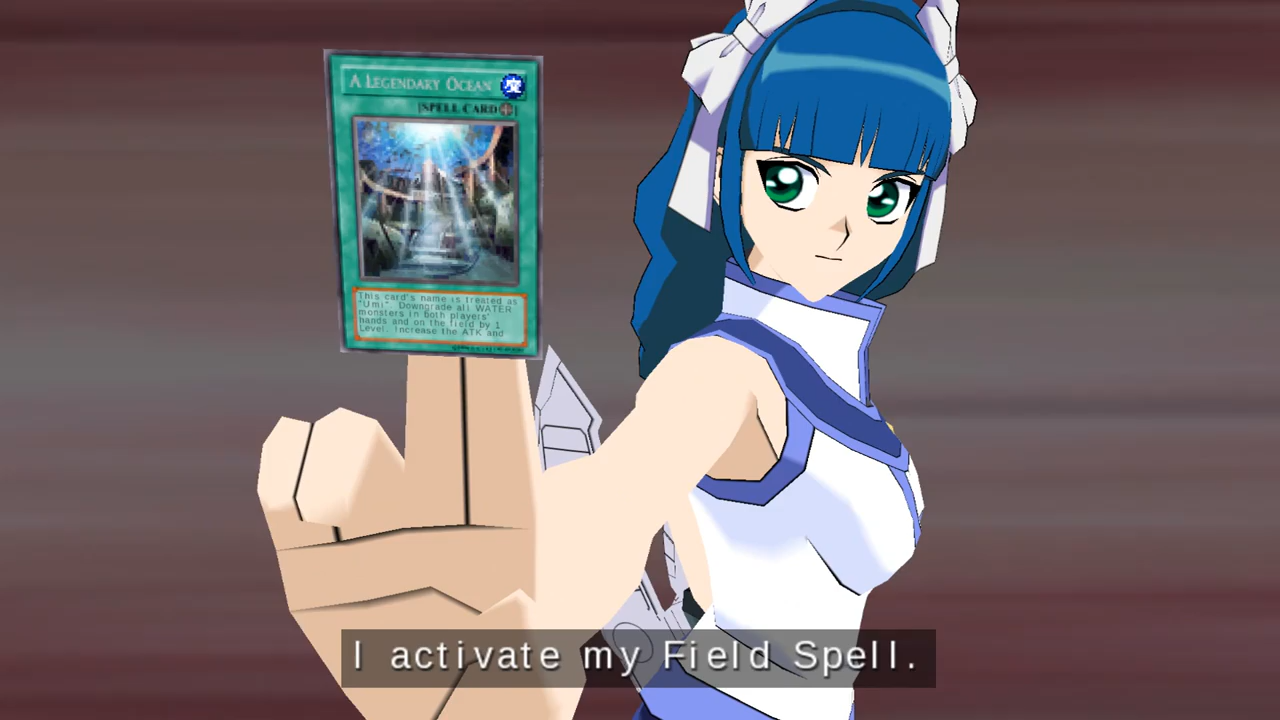 A Legendary Ocean
[SPELL CARD]
This card's name is treated as
"Umi". Downgrade all WATER
monsters in both players'
hands and on the field by 1
Level. Increase the ATK and
I activate my Field Spell.